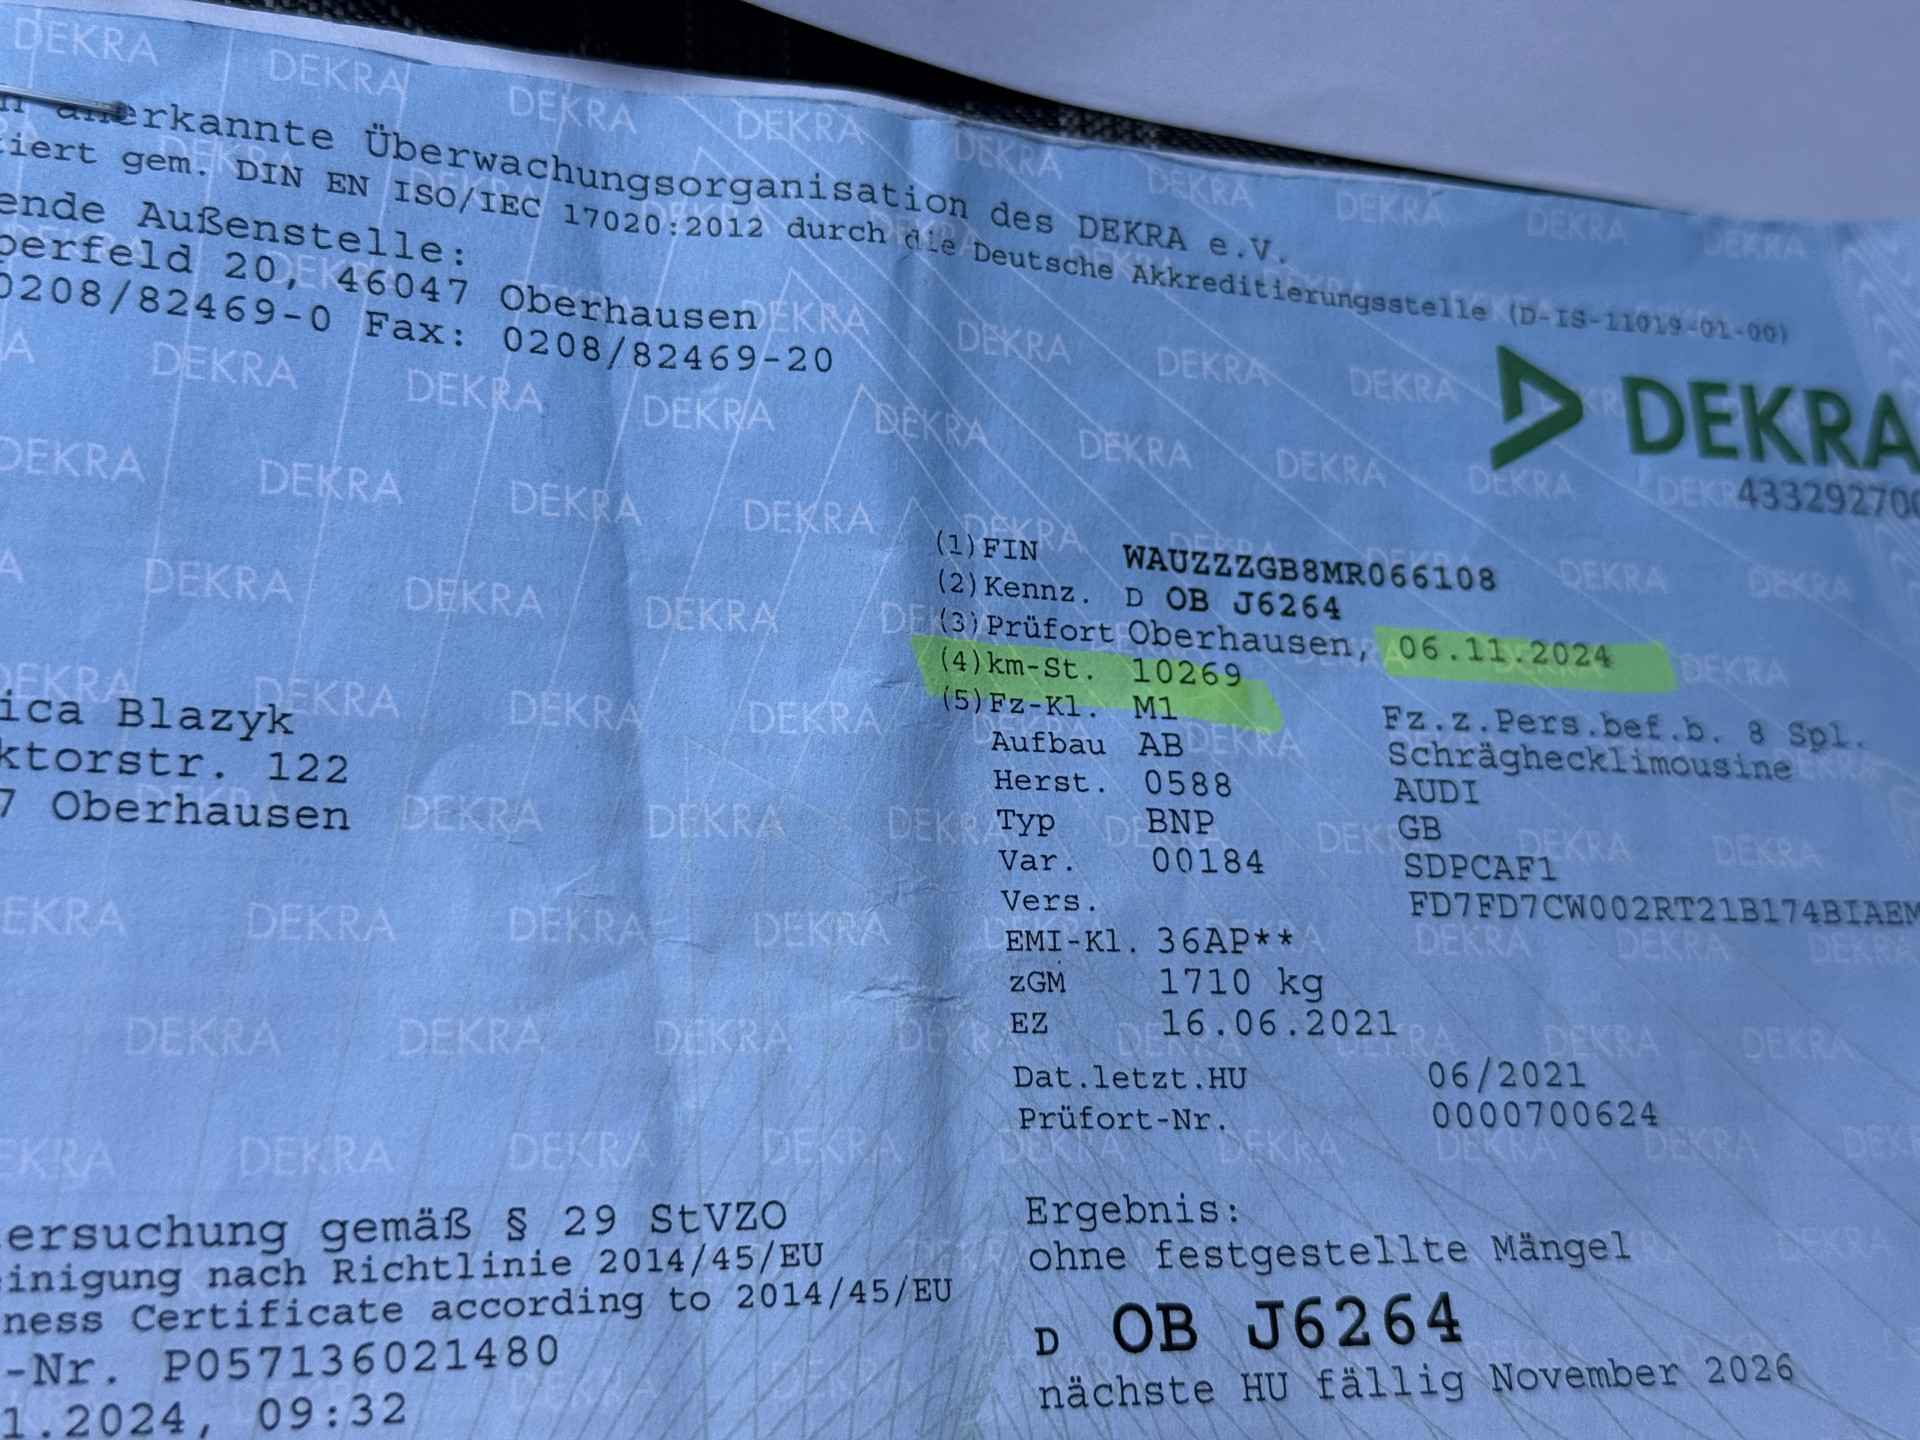 anerkannte Überwachungsorganisation des DEKRA e.V.
tiert gem. DIN EN ISO/IEC 17020:2012 durch die Deutsche Akkreditierungsstelle (D-IS-11019-01-00)
ende Außenstelle:
perfeld 20, 46047 Oberhausen
0208/82469-0 Fax: 0208/82469-20
DEKRA
433292700
(1) FIN WAUZZZGB8MR066108
(2) Kennz. D OB J6264
(3) Prüfort Oberhausen, 06.11.2024
(4) km-St. 10269
(5) Fz-Kl. M1 Fz.z.Pers.bef.b. 8 Spl.
Aufbau AB Schräghecklimousine
Herst. 0588 AUDI
Typ BNP GB
Var. 00184 SDPCAF1
Vers. FD7FD7CW002RT21B174BIAEM
EMI-Kl. 36AP**
zGM 1710 kg
EZ 16.06.2021
Dat.letzt.HU 06/2021
Prüfort-Nr. 0000700624
ica Blazyk
ktorstr. 122
7 Oberhausen
ersuchung gemäß § 29 StVZO
einigung nach Richtlinie 2014/45/EU
ness Certificate according to 2014/45/EU
-Nr. P057136021480
1.2024, 09:32
Ergebnis:
ohne festgestellte Mängel
D OB J6264
nächste HU fällig November 2026